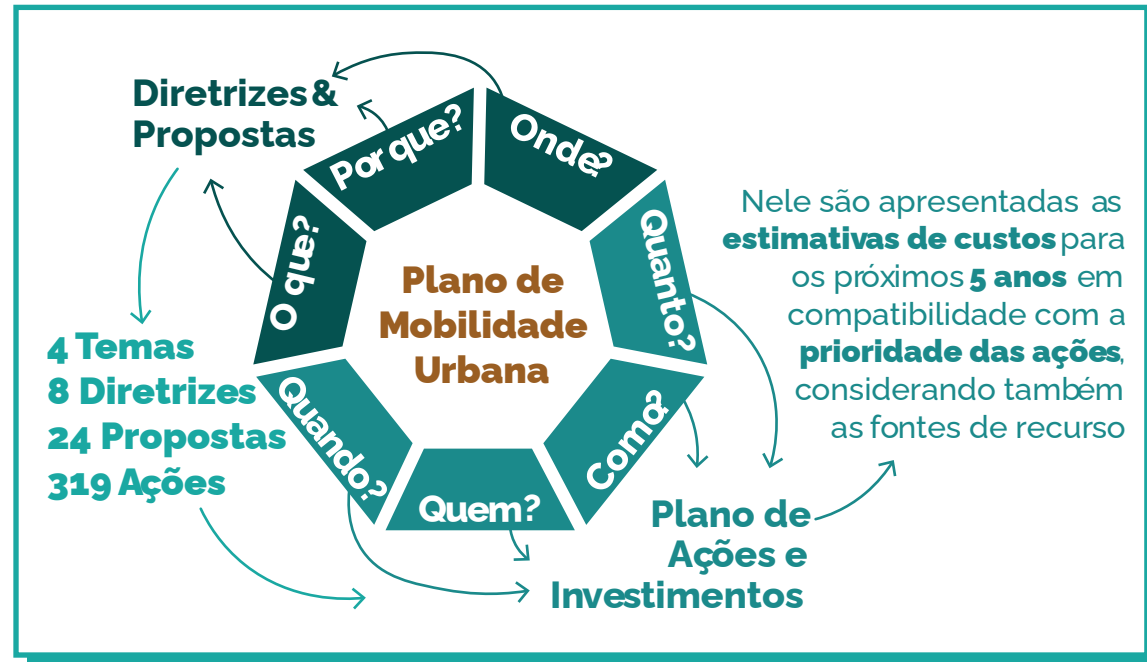 Diretrizes &
Propostas
Por que?
Onde?
O que?
Quanto?
Quando?
Quem?
Como?
Plano de
Mobilidade
Urbana
4 Temas
8 Diretrizes
24 Propostas
319 Ações
Plano de
Ações e
Investimentos
Nele são apresentadas as
estimativas de custos para
os próximos 5 anos em
compatibilidade com a
prioridade das ações,
considerando também
as fontes de recurso